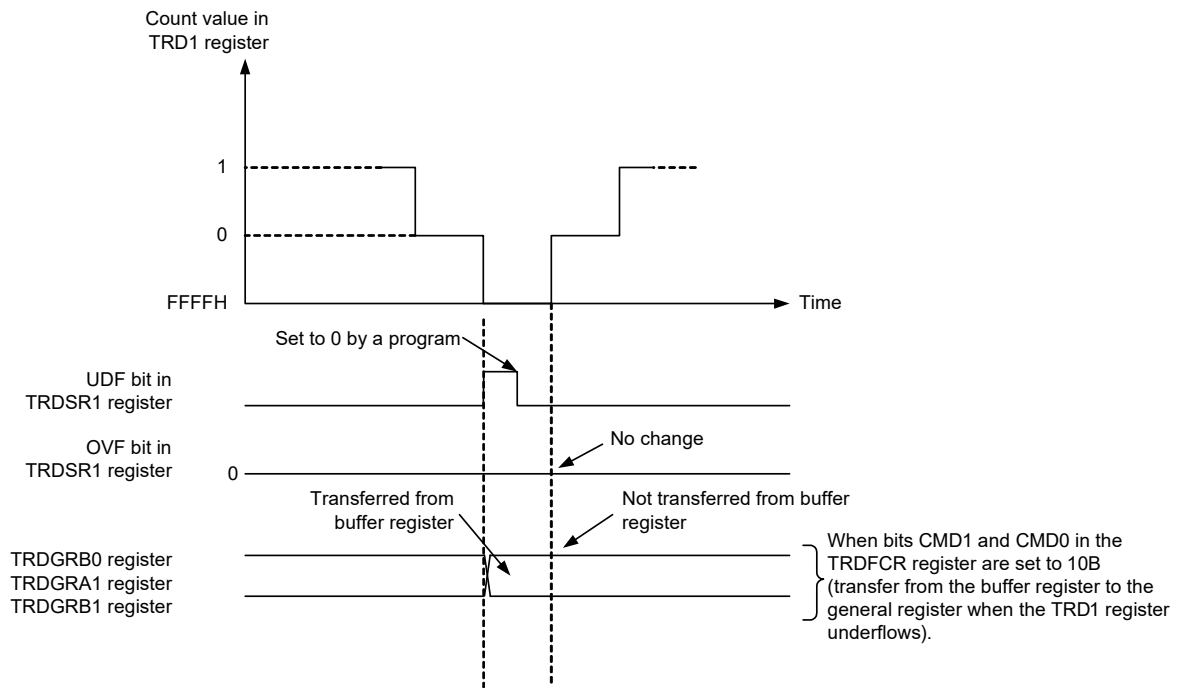 Count value in
TRD1 register
1
0
FFFFH
Time
Set to 0 by a program
UDF bit in
TRDSR1 register
OVF bit in
TRDSR1 register
0
No change
Transferred from
buffer register
Not transferred from buffer
register
TRDGRB0 register
TRDGRA1 register
TRDGRB1 register
When bits CMD1 and CMD0 in the
TRDFCR register are set to 10B
(transfer from the buffer register to the
general register when the TRD1 register
underflows).